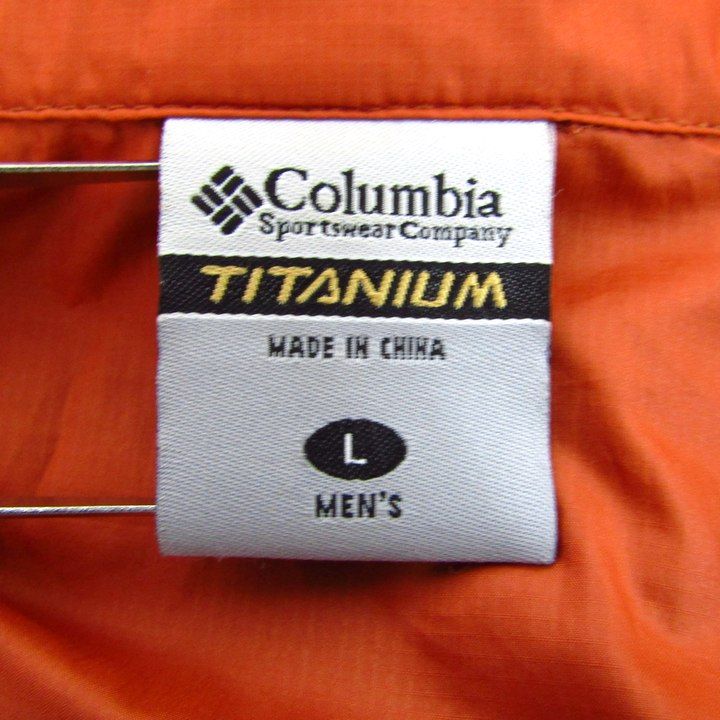 Columbia
Sportswear Company
TITANIUM
MADE IN CHINA
L
MEN'S